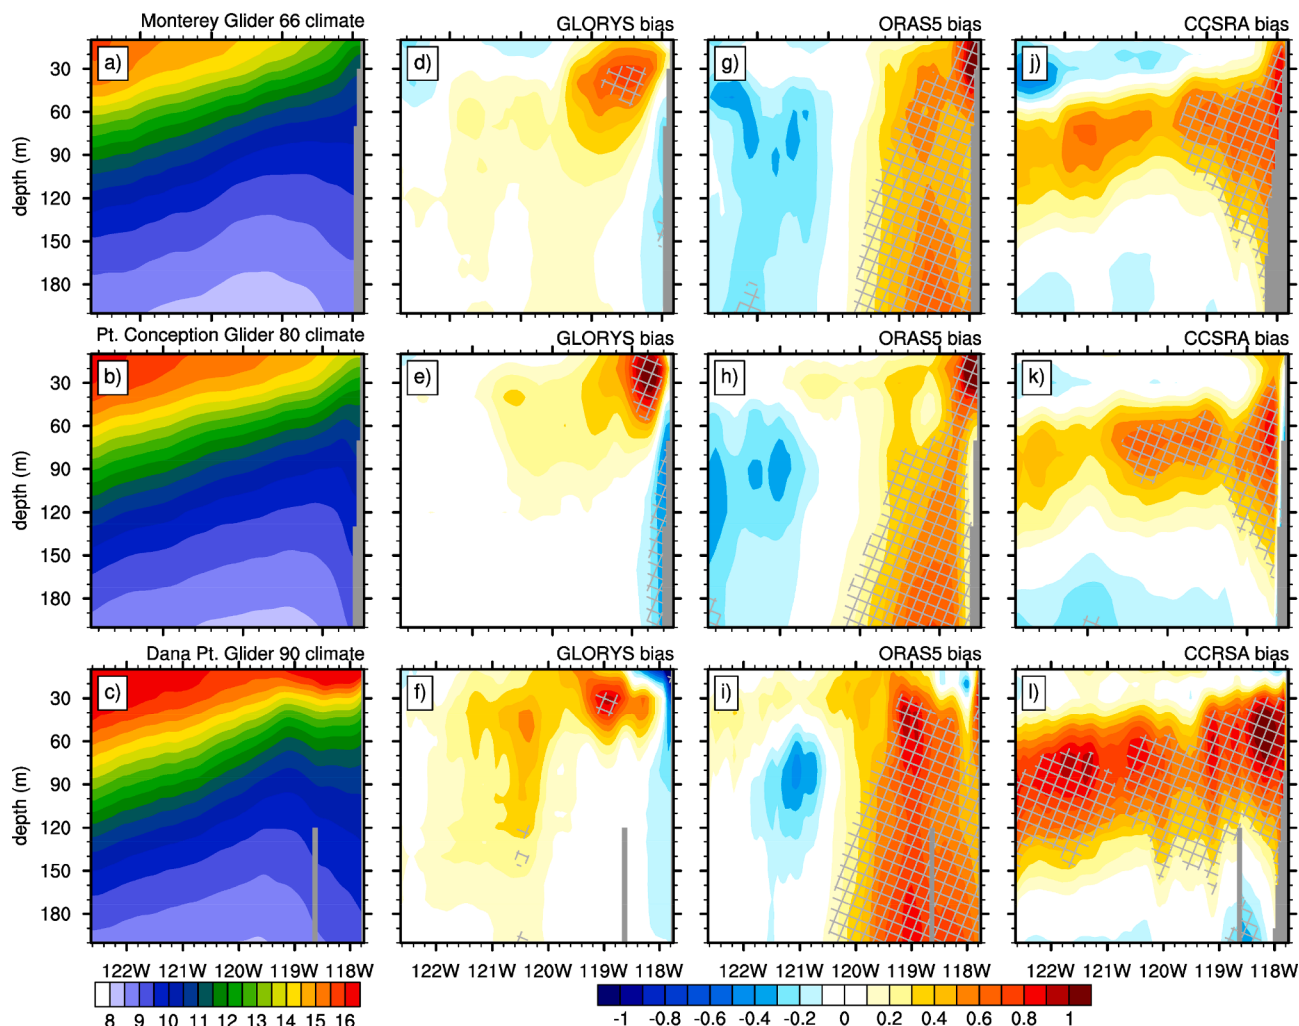 Monterey Glider 66 climate GLORYS bias ORAS5 bias CCSRA bias
a) d) g) j)
depth (m)
30
60
90
120
150
180
Pt. Conception Glider 80 climate GLORYS bias ORAS5 bias CCSRA bias
b) e) h) k)
depth (m)
30
60
90
120
150
180
Dana Pt. Glider 90 climate GLORYS bias ORAS5 bias CCRSA bias
c) f) i) l)
depth (m)
30
60
90
120
150
180
122W 121W 120W 119W 118W 122W 121W 120W 119W 118W 122W 121W 120W 119W 118W 122W 121W 120W 119W 118W
8 9 10 11 12 13 14 15 16 -1 -0.8 -0.6 -0.4 -0.2 0 0.2 0.4 0.6 0.8 1